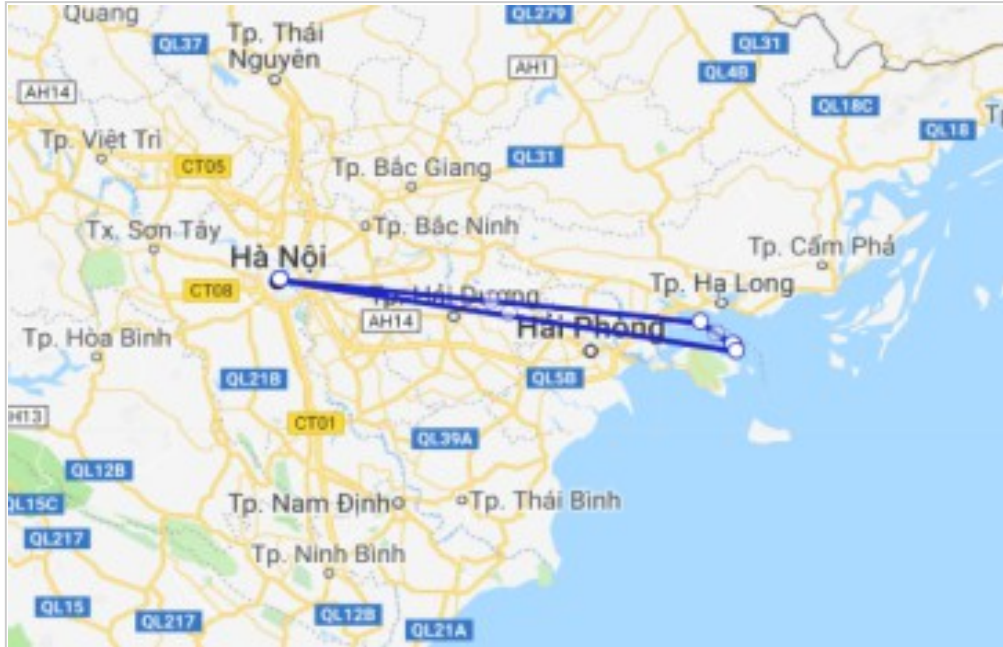 Quang
QL279
QL37
Tp. Thái
Nguyên
QL31
AH1
QL4B
AH14
QL18C
QL18
Tp. Việt Trì
CT05
QL31
Tp. Bắc Giang
Tx. Sơn Tây
Tp. Bắc Ninh
Tp. Cẩm Phả
Hà Nội
Tp. Hạ Long
CT08
Tp. Hải Dương
AH14
Hải Phòng
Tp. Hòa Bình
QL21B
QL5B
CT01
QL39A
QL12B
QL15C
Tp. Nam Định
Tp. Thái Bình
QL217
Tp. Ninh Bình
QL15
QL217
QL12B
QL21A